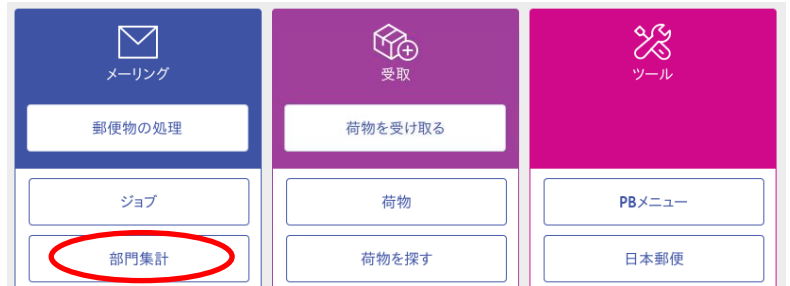 メーリング
郵便物の処理
ジョブ
部門集計
受取
荷物を受け取る
荷物
荷物を探す
ツール
PBメニュー
日本郵便